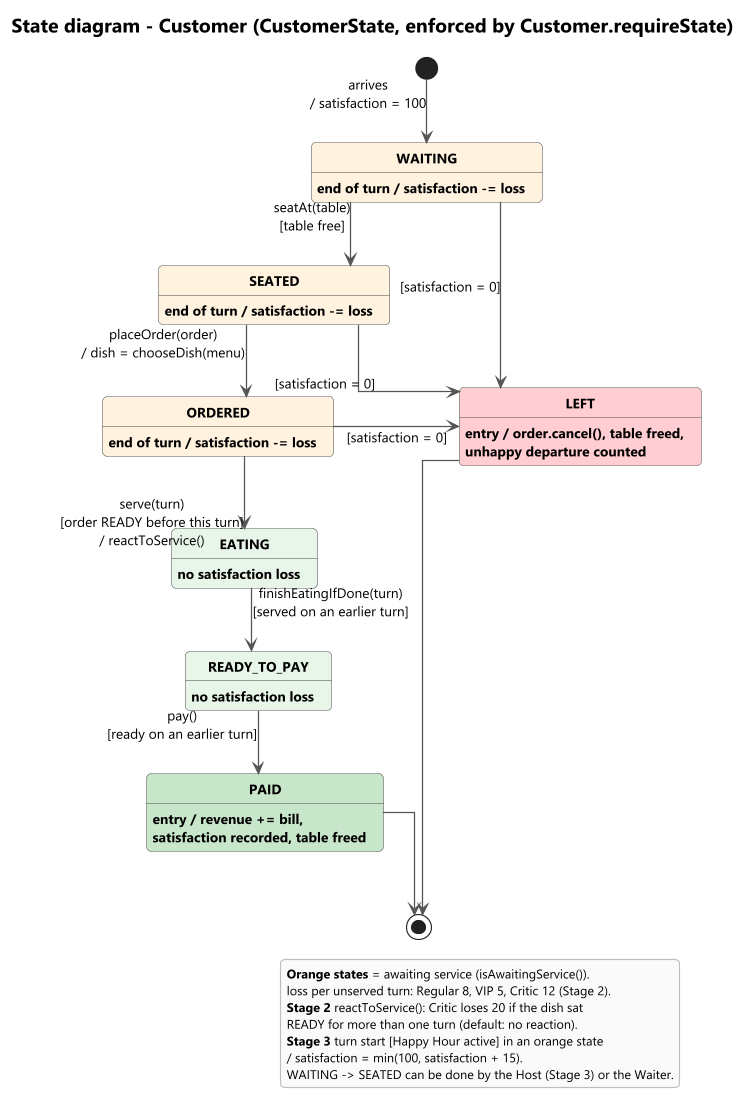 State diagram - Customer (CustomerState, enforced by Customer.requireState)
arrives
/ satisfaction = 100
WAITING
end of turn / satisfaction -= loss
seatAt(table)
[table free]
SEATED
end of turn / satisfaction -= loss
[satisfaction = 0]
placeOrder(order)
/ dish = chooseDish(menu)
[satisfaction = 0]
ORDERED
end of turn / satisfaction -= loss
[satisfaction = 0]
LEFT
entry / order.cancel(), table freed,
unhappy departure counted
serve(turn)
[order READY before this turn]
/ reactToService()
EATING
no satisfaction loss
finishEatingIfDone(turn)
[served on an earlier turn]
READY_TO_PAY
no satisfaction loss
pay()
[ready on an earlier turn]
PAID
entry / revenue += bill,
satisfaction recorded, table freed
Orange states = awaiting service (isAwaitingService()).
loss per unserved turn: Regular 8, VIP 5, Critic 12 (Stage 2).
Stage 2 reactToService(): Critic loses 20 if the dish sat
READY for more than one turn (default: no reaction).
Stage 3 turn start [Happy Hour active] in an orange state
/ satisfaction = min(100, satisfaction + 15).
WAITING -> SEATED can be done by the Host (Stage 3) or the Waiter.